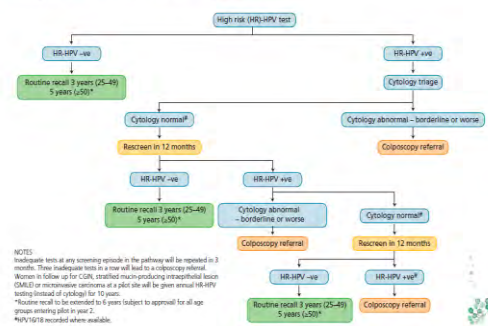 High risk (HR)-HPV test
HR-HPV –ve
HR-HPV +ve
Routine recall 3 years (25–49)
5 years (≥50)*
Cytology triage
Cytology normal#
Cytology abnormal – borderline or worse
Rescreen in 12 months
Colposcopy referral
HR-HPV –ve
HR-HPV +ve
Routine recall 3 years (25–49)
5 years (≥50)*
Cytology abnormal
– borderline or worse
Cytology normal#
Colposcopy referral
Rescreen in 12 months
HR-HPV –ve
HR-HPV +ve#
Routine recall 3 years (25–49)
5 years (≥50)*
Colposcopy referral
NOTES
Inadequate tests at any screening episode in the pathway will be repeated in 3
months. Three inadequate tests in a row will lead to a colposcopy referral.
Women in follow up for CGIN, stratified mucin-producing intraepithelial lesion
(SMILE) or microinvasive carcinoma at a pilot site will be given annual HR-HPV
testing (instead of cytology) for 10 years.
*Routine recall to be extended to 6 years (subject to approval) for all age
groups entering pilot in year 2.
#HPV16/18 recorded where available.